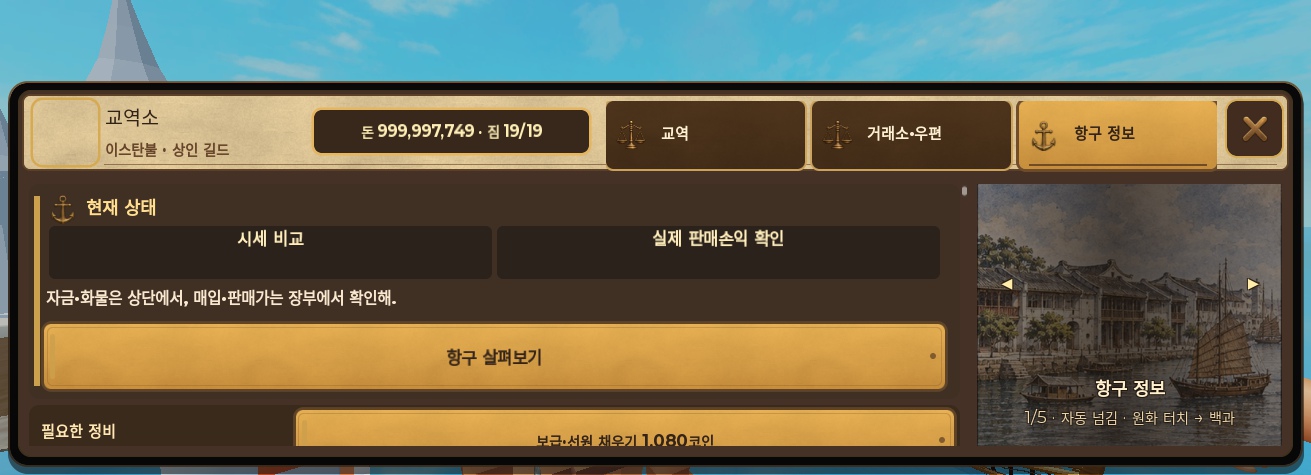 교역소
이스탄불 · 상인 길드
돈 999,997,749 · 짐 19/19
교역
거래소•우편
항구 정보
현재 상태
시세 비교
실제 판매손익 확인
자금•화물은 상단에서, 매입•판매가는 장부에서 확인해.
항구 살펴보기
필요한 정비
보급•선원 채우기 1,080코인
항구 정보
1/5 · 자동 넘김 · 원화 터치 → 백과